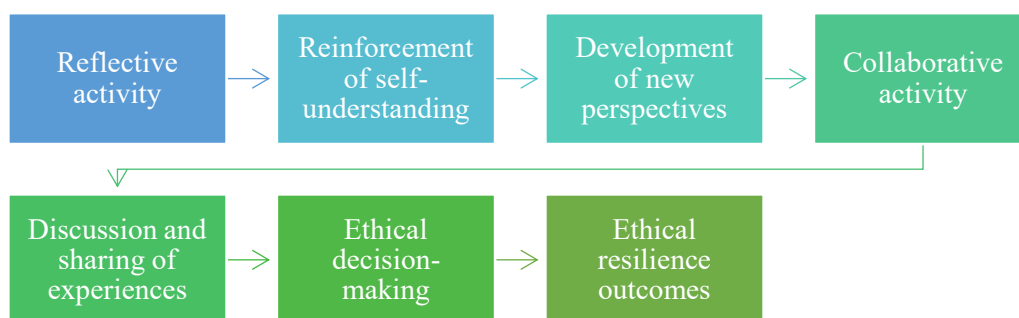 Reflective
activity
Reinforcement
of self-
understanding
Development
of new
perspectives
Collaborative
activity
Discussion and
sharing of
experiences
Ethical
decision-
making
Ethical
resilience
outcomes